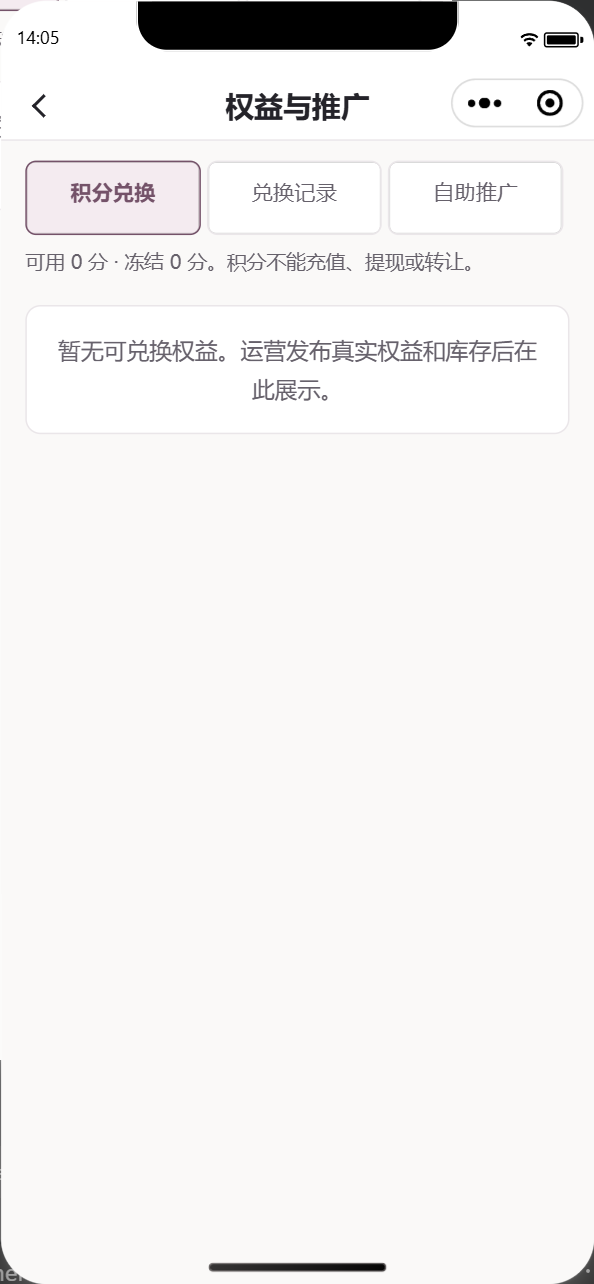 14:05
权益与推广
积分兑换
兑换记录
自助推广
可用 0 分 · 冻结 0 分。积分不能充值、提现或转让。
暂无可兑换权益。运营发布真实权益和库存后在
此展示。